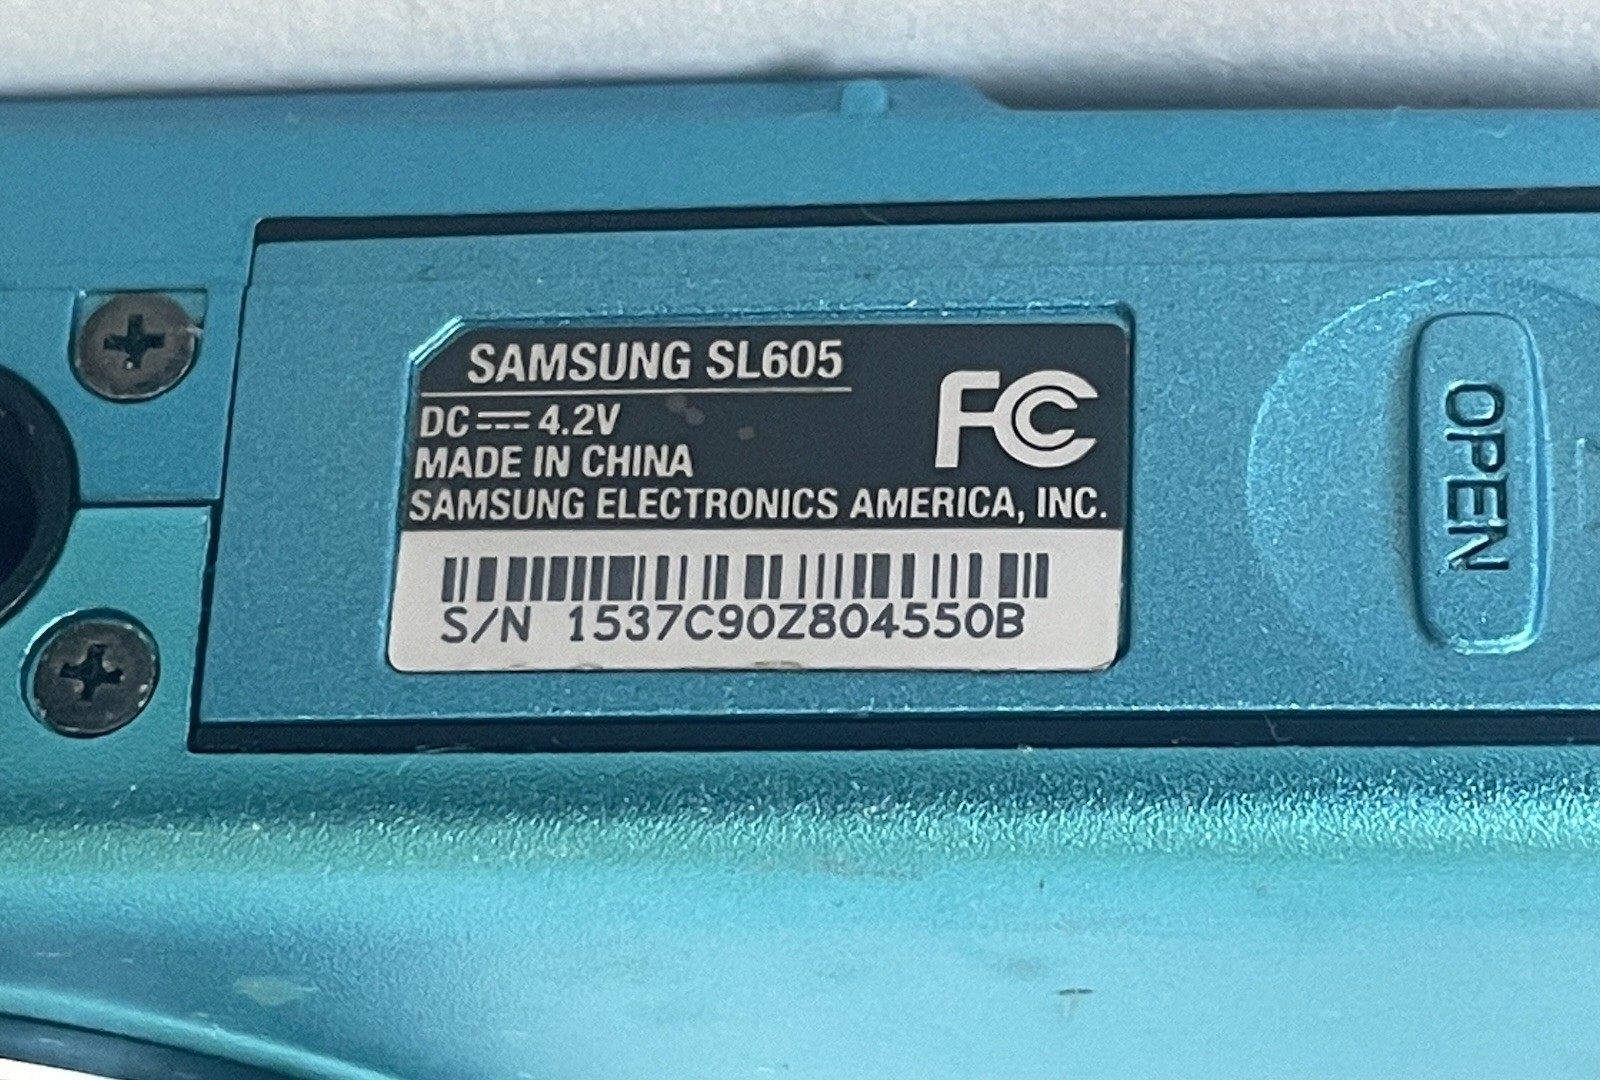 SAMSUNG SL605
FC
DC 4.2V
MADE IN CHINA
SAMSUNG ELECTRONICS AMERICA, INC.
S/N 1537C90Z804550B
OPEN